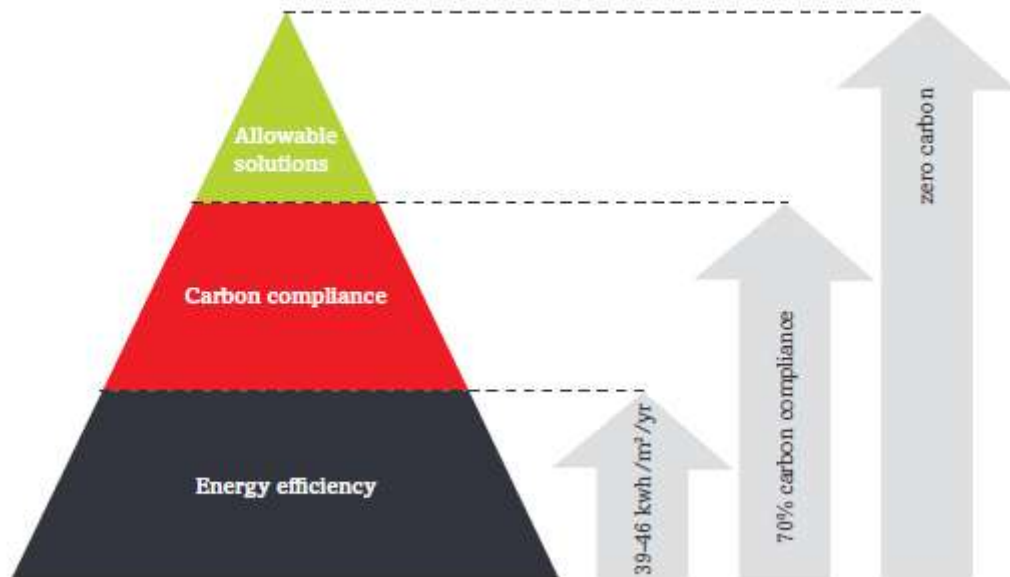 Allowable
solutions
Carbon compliance
Energy efficiency
39-46 kwh/m²/yr
70% carbon compliance
zero carbon